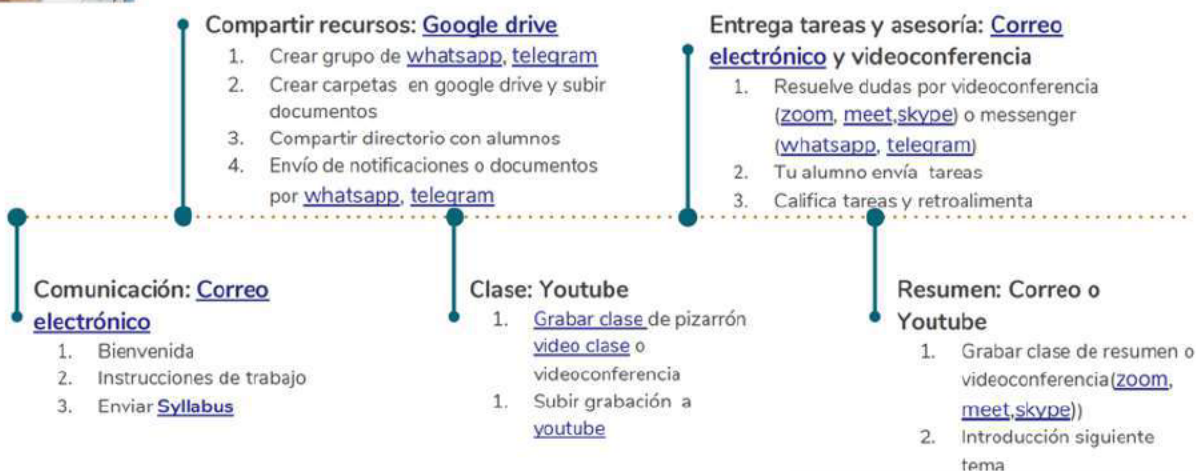 Compartir recursos: Google drive
1. Crear grupo de whatsapp, telegram
2. Crear carpetas en google drive y subir
documentos
3. Compartir directorio con alumnos
4. Envío de notificaciones o documentos
por whatsapp, telegram
Entrega tareas y asesoría: Correo
electrónico y videoconferencia
1. Resuelve dudas por videoconferencia
(zoom, meet,skype) o messenger
(whatsapp, telegram)
2. Tu alumno envía tareas
3. Califica tareas y retroalimenta
Comunicación: Correo
electrónico
1. Bienvenida
2. Instrucciones de trabajo
3. Enviar Syllabus
Clase: Youtube
1. Grabar clase de pizarrón
video clase o
videoconferencia
1. Subir grabación a
youtube
Resumen: Correo o
Youtube
1. Grabar clase de resumen o
videoconferencia(zoom,
meet,skype))
2. Introducción siguiente
tema